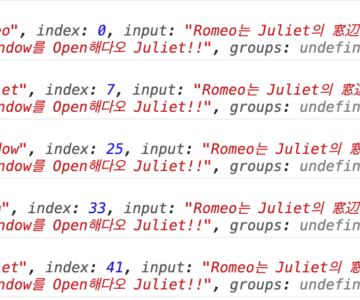 o", index: 0, input: "Romeo는 Juliet의 窓辺
ndow를 Open해다오 Juliet!!", groups: undefin
et", index: 7, input: "Romeo는 Juliet의 窓辺
ndow를 Open해다오 Juliet!!", groups: undefin
dow", index: 25, input: "Romeo는 Juliet의 窓辺
ndow를 Open해다오 Juliet!!", groups: undefin
", index: 33, input: "Romeo는 Juliet의 窓辺
ndow를 Open해다오 Juliet!!", groups: undefin
et", index: 41, input: "Romeo는 Juliet의 窓辺
ndow를 Open해다오 Juliet!!", groups: undefin